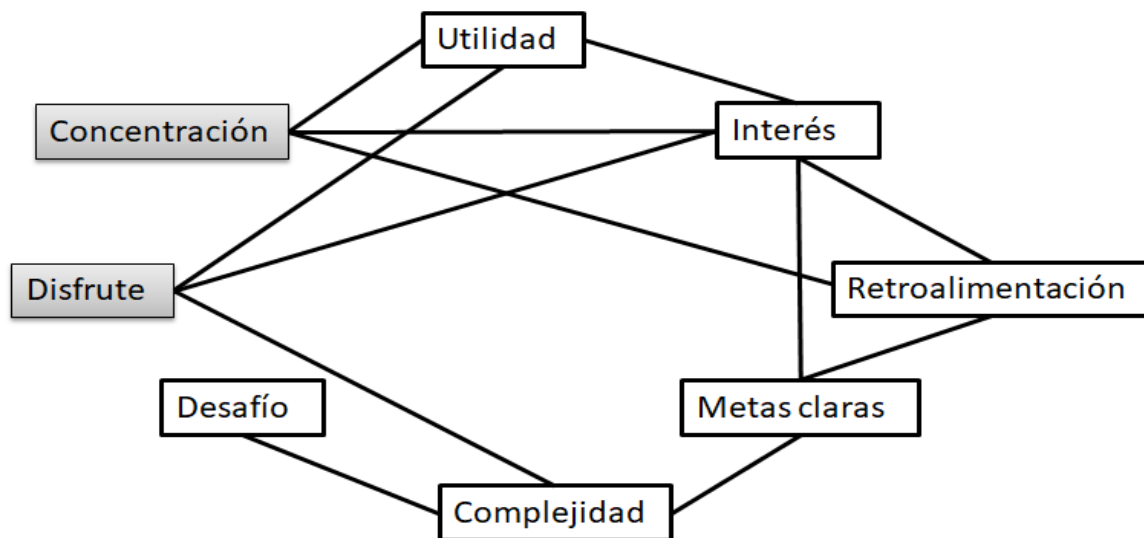 Utilidad
Concentración
Interés
Disfrute
Retroalimentación
Desafío
Metas claras
Complejidad